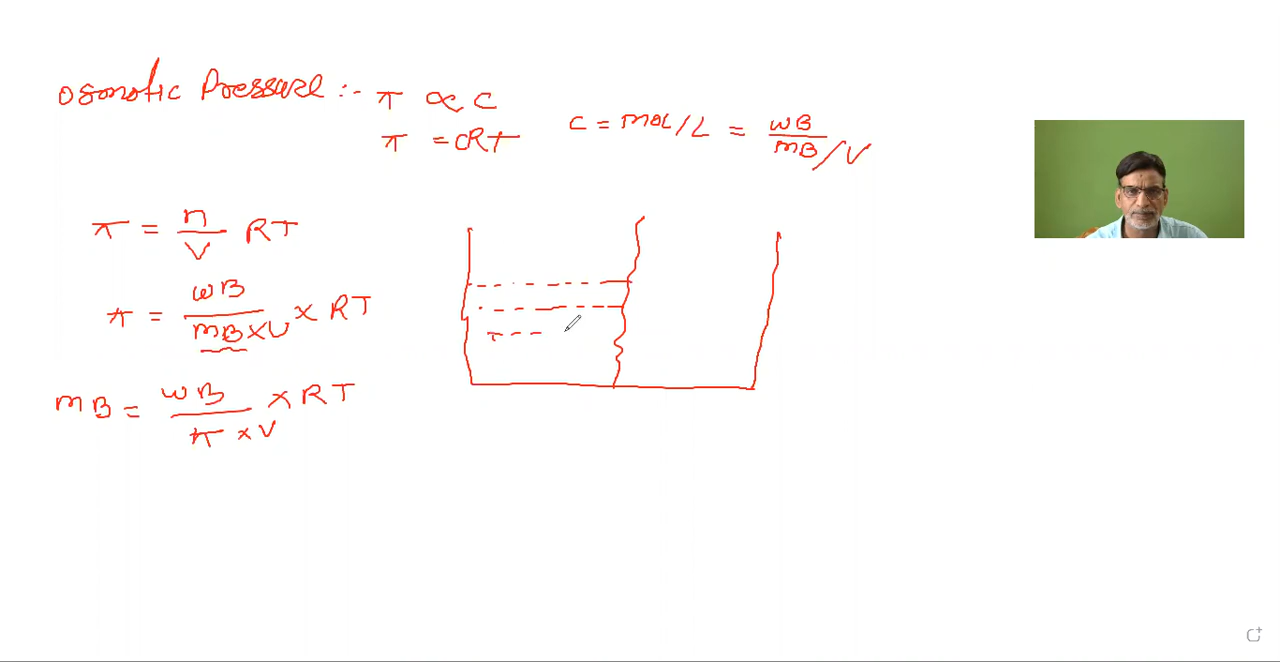 Osmotic Pressure :- π ∝ C
π = CRT
C = mol/L = WB / MB / V
π = n / V RT
π = WB / MB × V × RT
MB = WB / π × V × RT